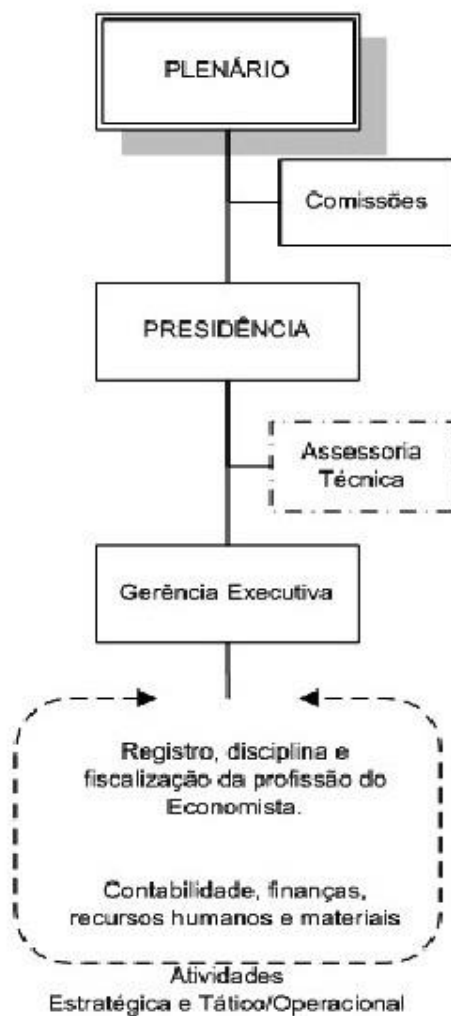 PLENÁRIO
Comissões
PRESIDÊNCIA
Assessoria
Técnica
Gerência Executiva
Registro, disciplina e
fiscalização da profissão do
Economista.
Contabilidade, finanças,
recursos humanos e materiais
Atividades
Estratégica e Tático/Operacional